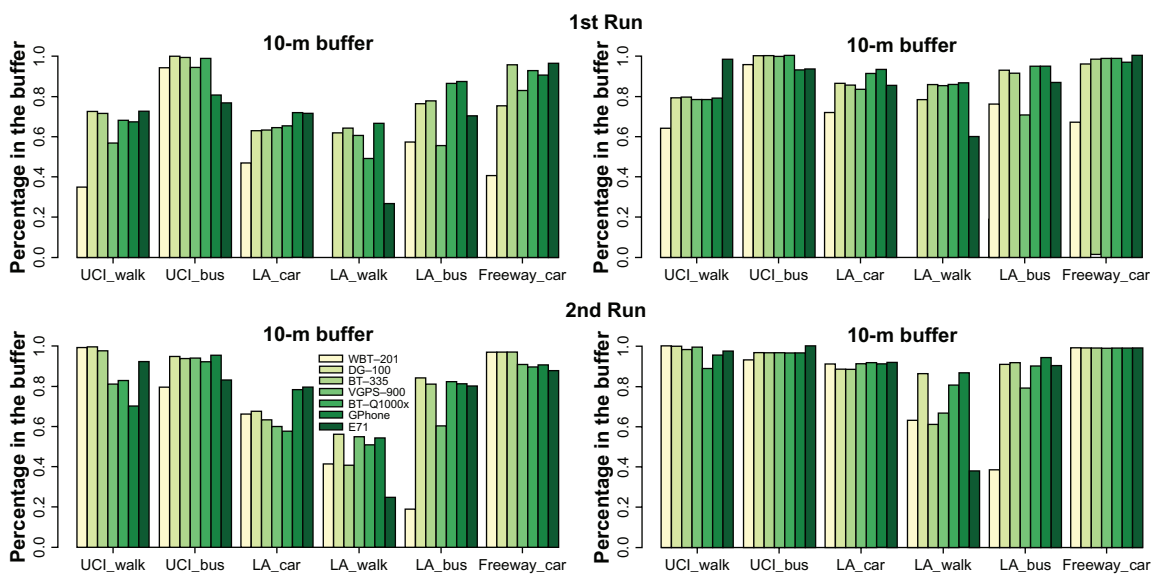 1st Run
10-m buffer
Percentage in the buffer
0.0 0.2 0.4 0.6 0.8 1.0
UCI_walk UCI_bus LA_car LA_walk LA_bus Freeway_car
10-m buffer
Percentage in the buffer
0.0 0.2 0.4 0.6 0.8 1.0
UCI_walk UCI_bus LA_car LA_walk LA_bus Freeway_car
2nd Run
10-m buffer
Percentage in the buffer
0.0 0.2 0.4 0.6 0.8 1.0
WBT–201
DG–100
BT–335
VGPS–900
BT–Q1000x
GPhone
E71
UCI_walk UCI_bus LA_car LA_walk LA_bus Freeway_car
10-m buffer
Percentage in the buffer
0.0 0.2 0.4 0.6 0.8 1.0
UCI_walk UCI_bus LA_car LA_walk LA_bus Freeway_car